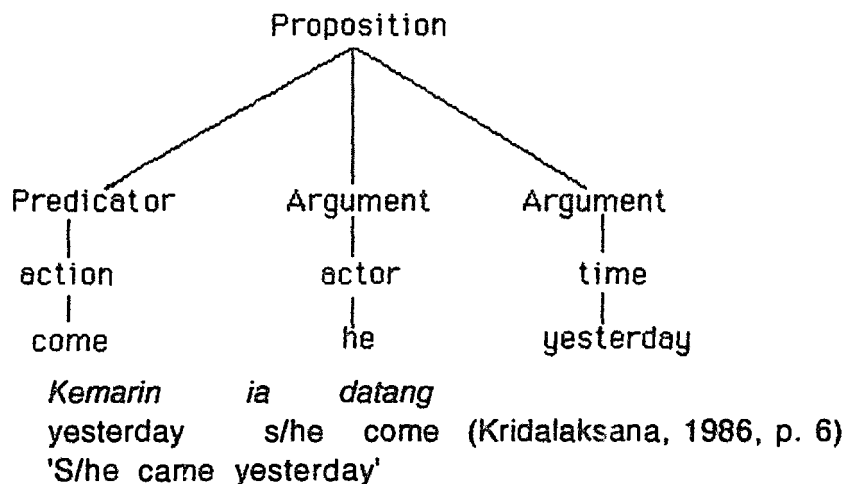 Proposition
Predicator Argument Argument
action actor time
come he yesterday
Kemarin ia datang
yesterday s/he come (Kridalaksana, 1986, p. 6)
'S/he came yesterday'